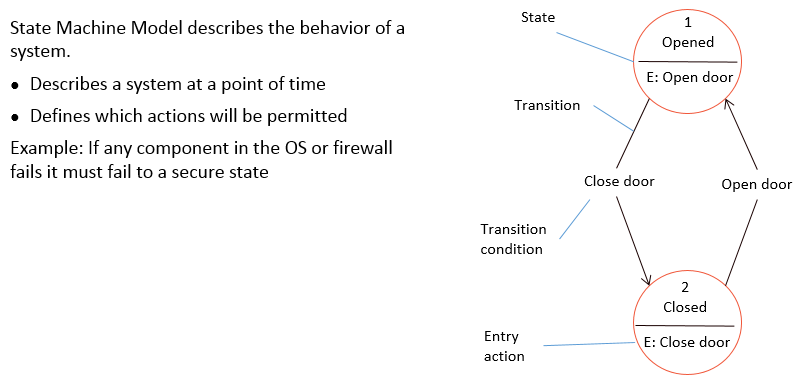 State Machine Model describes the behavior of a
system.
• Describes a system at a point of time
• Defines which actions will be permitted
Example: If any component in the OS or firewall
fails it must fail to a secure state
State
1
Opened
E: Open door
Transition
Close door
Open door
Transition
condition
2
Closed
E: Close door
Entry
action